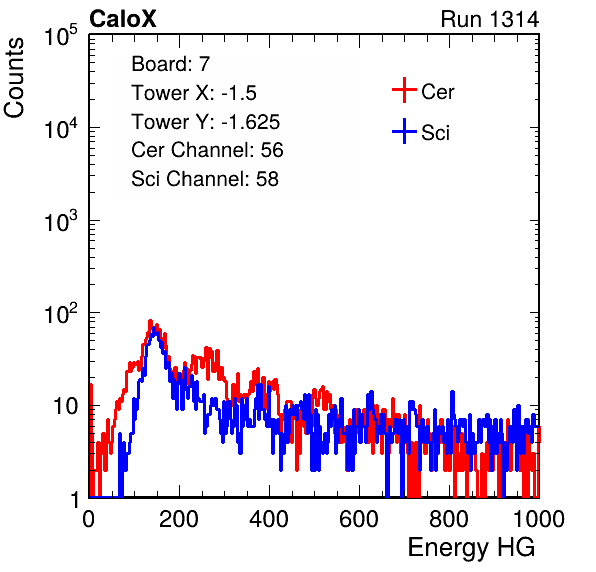 CaloX Run 1314
Counts
10^5
10^4
10^3
10^2
10
1
Board: 7
Tower X: -1.5
Tower Y: -1.625
Cer Channel: 56
Sci Channel: 58
Cer
Sci
0 200 400 600 800 1000
Energy HG